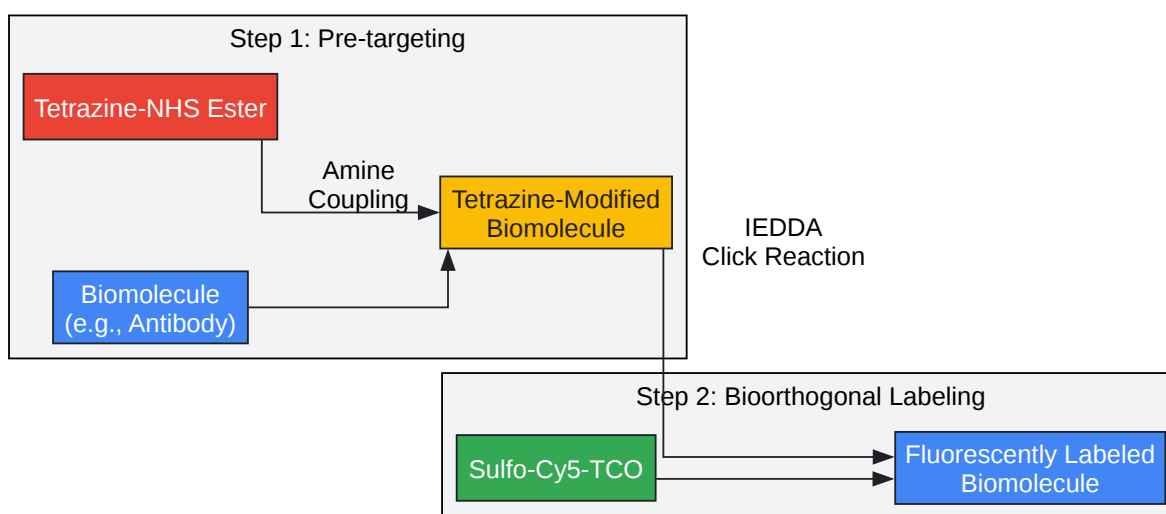 Step 1: Pre-targeting
Tetrazine-NHS Ester
Amine
Coupling
Tetrazine-Modified
Biomolecule
IEDDA
Click Reaction
Biomolecule
(e.g., Antibody)
Step 2: Bioorthogonal Labeling
Sulfo-Cy5-TCO
Fluorescently Labeled
Biomolecule